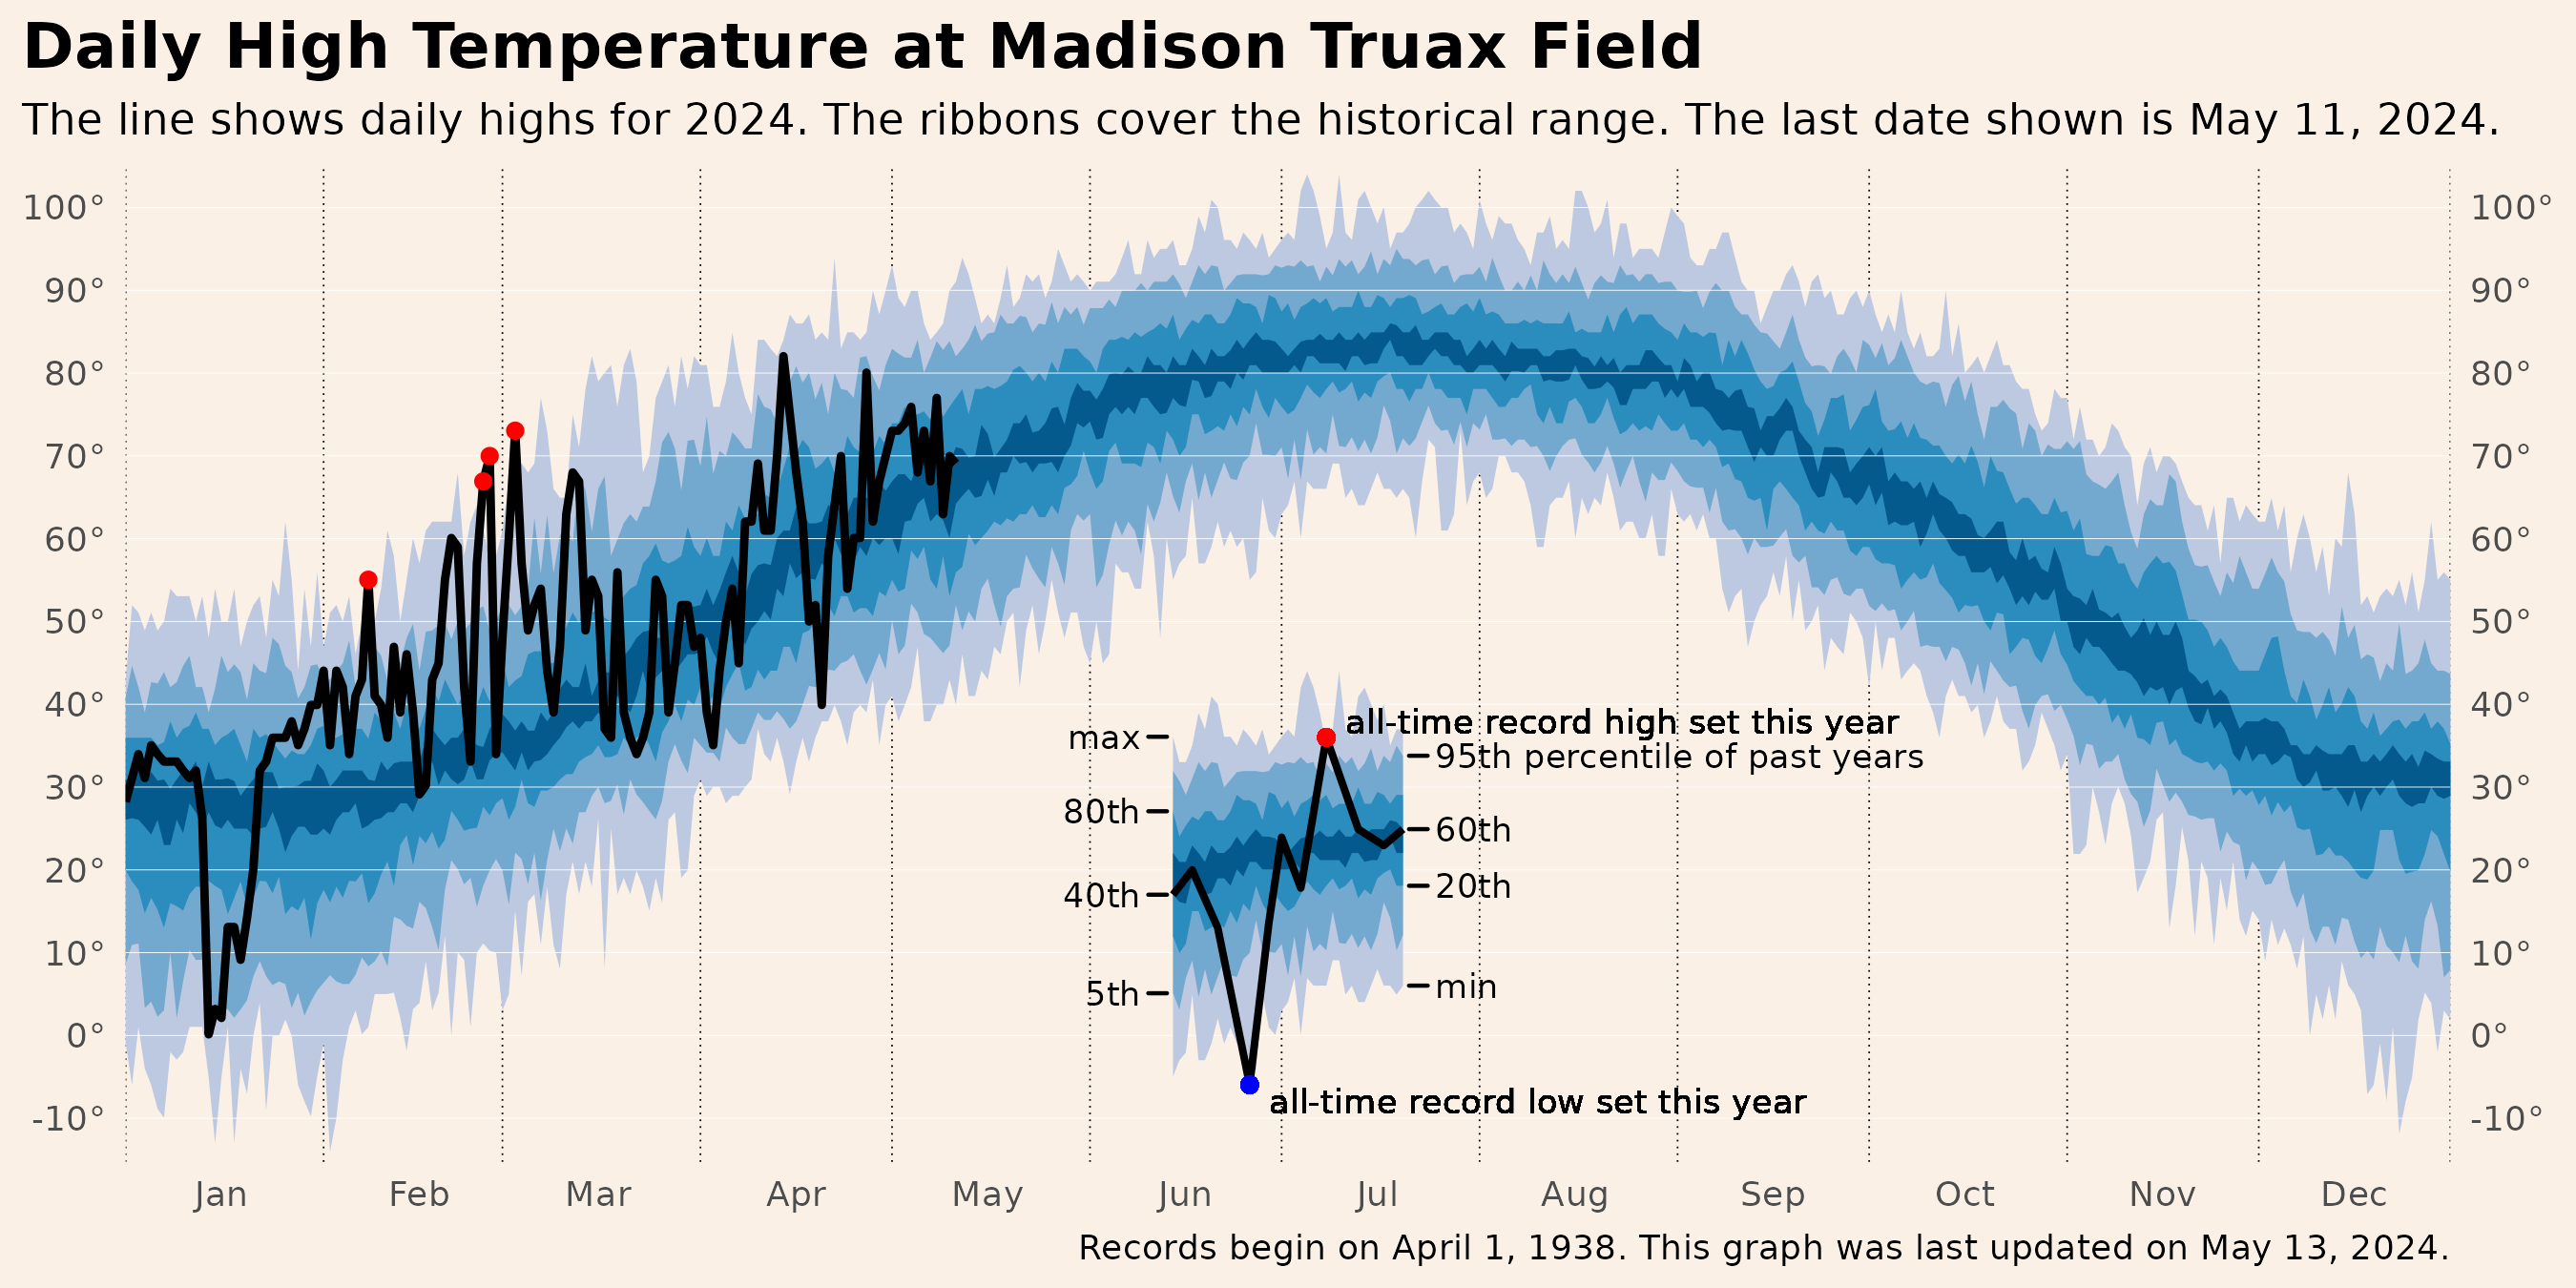 Daily High Temperature at Madison Truax Field
The line shows daily highs for 2024. The ribbons cover the historical range. The last date shown is May 11, 2024.
100° 100°
90° 90°
80° 80°
70° 70°
60° 60°
50° 50°
40° 40°
30° 30°
20° 20°
10° 10°
0° 0°
-10° -10°
all-time record high set this year
max
95th percentile of past years
80th
60th
20th
40th
min
5th
all-time record low set this year
Jan Feb Mar Apr May Jun Jul Aug Sep Oct Nov Dec
Records begin on April 1, 1938. This graph was last updated on May 13, 2024.